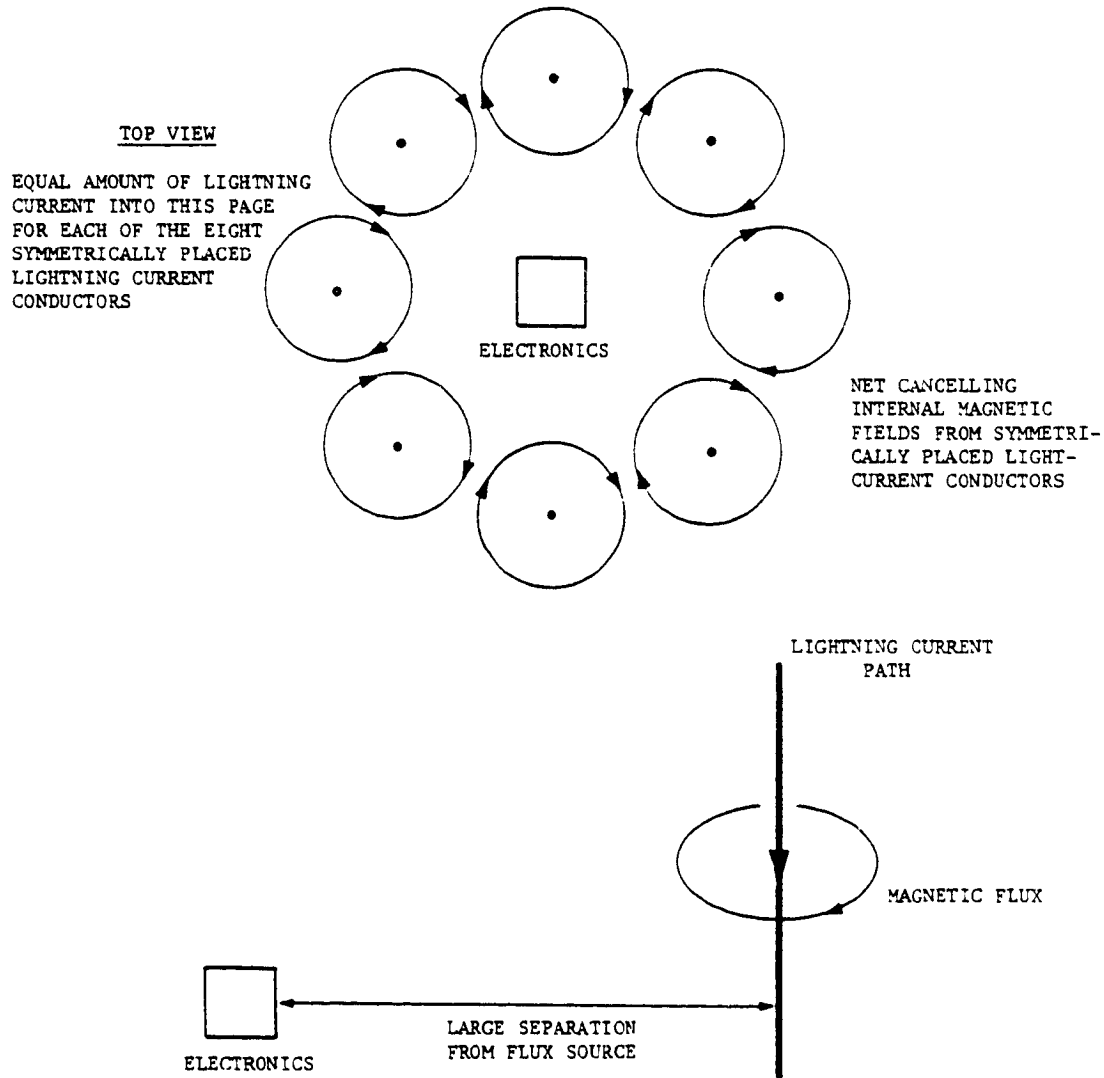 TOP VIEW
EQUAL AMOUNT OF LIGHTNING
CURRENT INTO THIS PAGE
FOR EACH OF THE EIGHT
SYMMETRICALLY PLACED
LIGHTNING CURRENT
CONDUCTORS
ELECTRONICS
NET CANCELLING
INTERNAL MAGNETIC
FIELDS FROM SYMMETRI-
CALLY PLACED LIGHT-
CURRENT CONDUCTORS
LIGHTNING CURRENT
PATH
MAGNETIC FLUX
LARGE SEPARATION
FROM FLUX SOURCE
ELECTRONICS